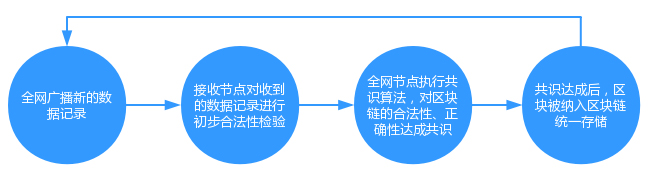 全网广播新的数
据记录
接收节点对收到
的数据记录进行
初步合法性检验
全网节点执行共
识算法，对区块
链的合法性、正
确性达成共识
共识达成后，区
块被纳入区块链
统一存储